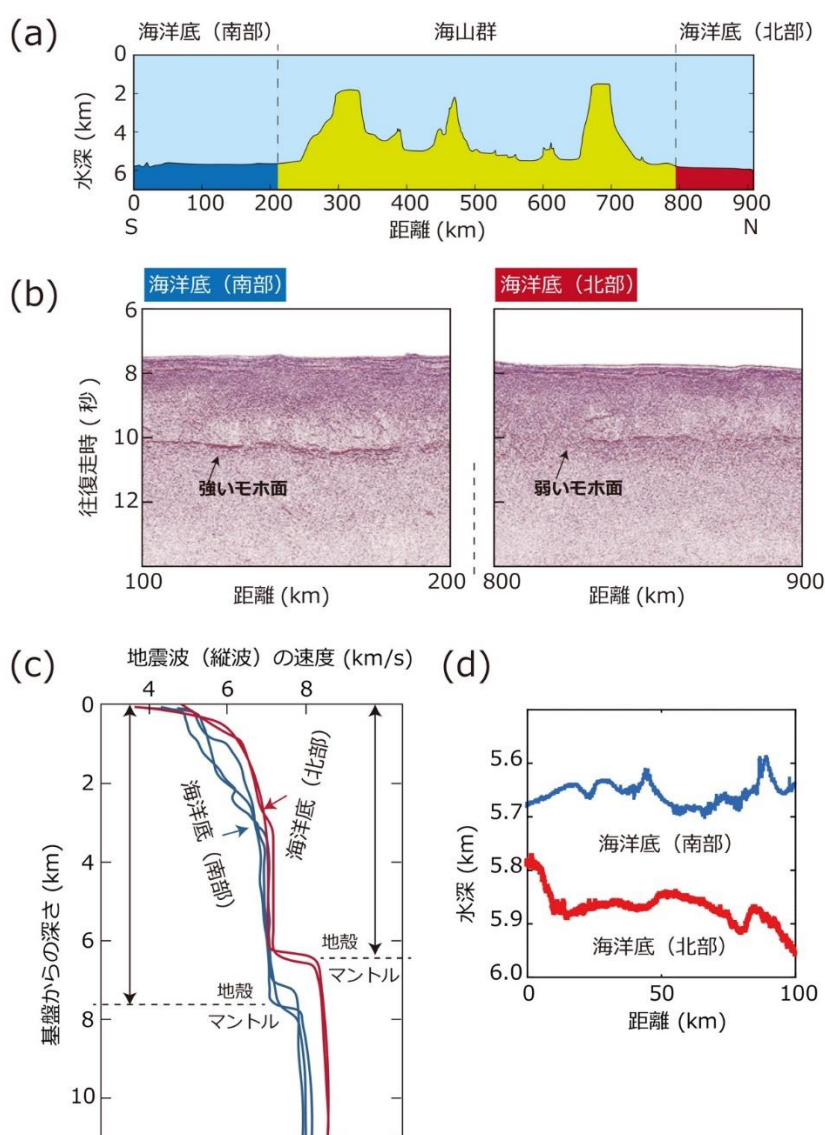 (a)
海洋底（南部）
海山群
海洋底（北部）
0
2
4
6
水深 (km)
0 100 200 300 400 500 600 700 800 900
S
距離 (km)
N
(b)
海洋底（南部）
海洋底（北部）
6
8
10
12
往復走時 ( 秒 )
強いモホ面
弱いモホ面
100
200
800
900
距離 (km)
距離 (km)
(c)
地震波（縦波）の速度 (km/s)
4 6 8
0
2
4
6
8
10
基盤からの深さ (km)
海洋底（北部）
海洋底（南部）
地殻
マントル
地殻
マントル
(d)
5.6
5.7
5.8
5.9
6.0
水深 (km)
海洋底（南部）
海洋底（北部）
0 50 100
距離 (km)